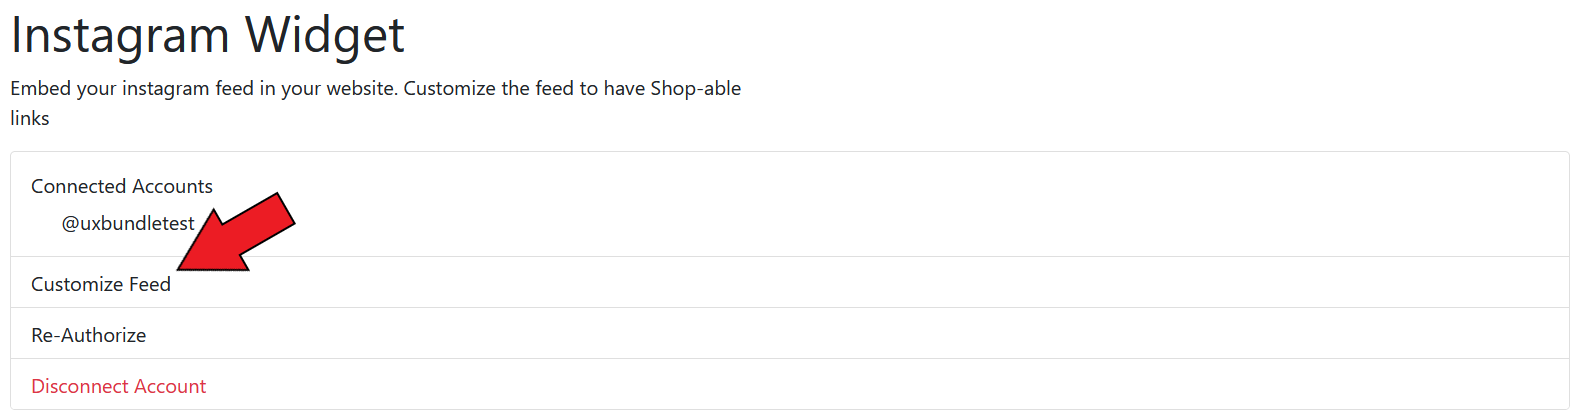 Instagram Widget
Embed your instagram feed in your website. Customize the feed to have Shop-able
links
Connected Accounts
@uxbundletest
Customize Feed
Re-Authorize
Disconnect Account